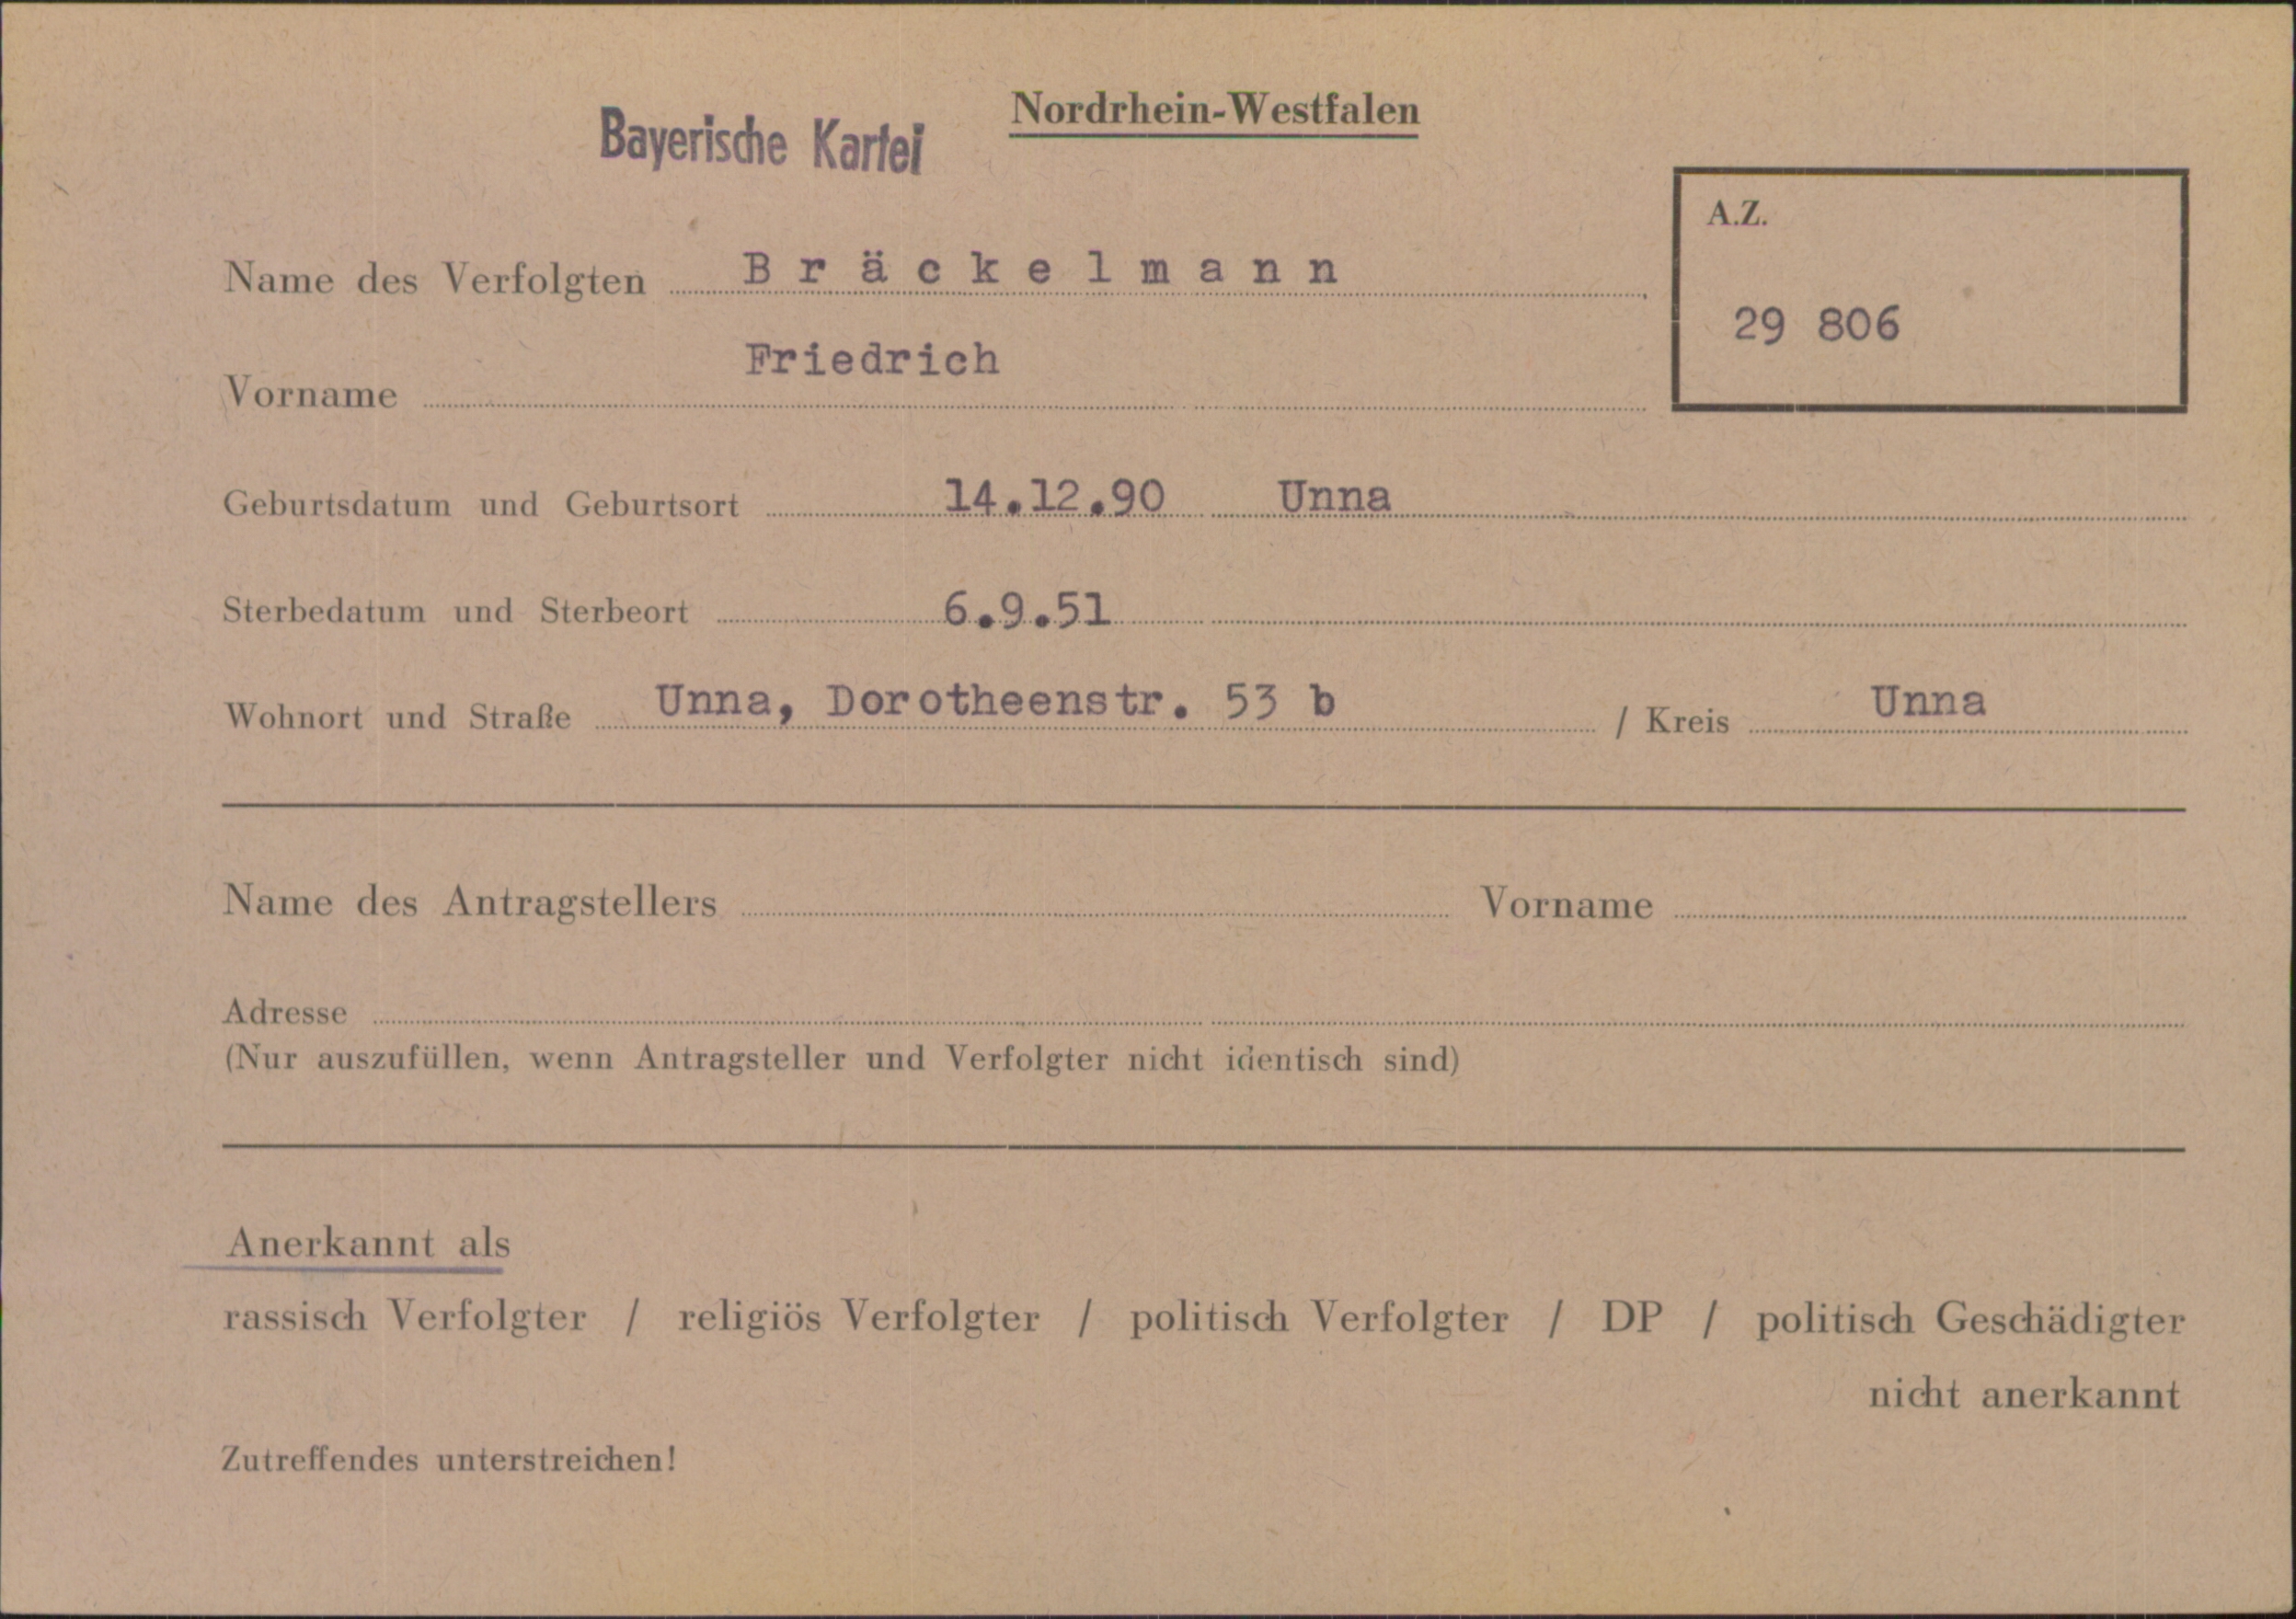 Nordrhein-Westfalen
Bayerische Kartei
A.Z.
29 806
Name des Verfolgten B r ä c k e l m a n n
Vorname Friedrich
Geburtsdatum und Geburtsort 14.12.90 Unna
Sterbedatum und Sterbeort 6.9.51
Wohnort und Straße Unna, Dorotheenstr. 53 b / Kreis Unna
Name des Antragstellers Vorname
Adresse
(Nur auszufüllen, wenn Antragsteller und Verfolgter nicht identisch sind)
Anerkannt als
rassisch Verfolgter / religiös Verfolgter / politisch Verfolgter / DP / politisch Geschädigter
nicht anerkannt
Zutreffendes unterstreichen!